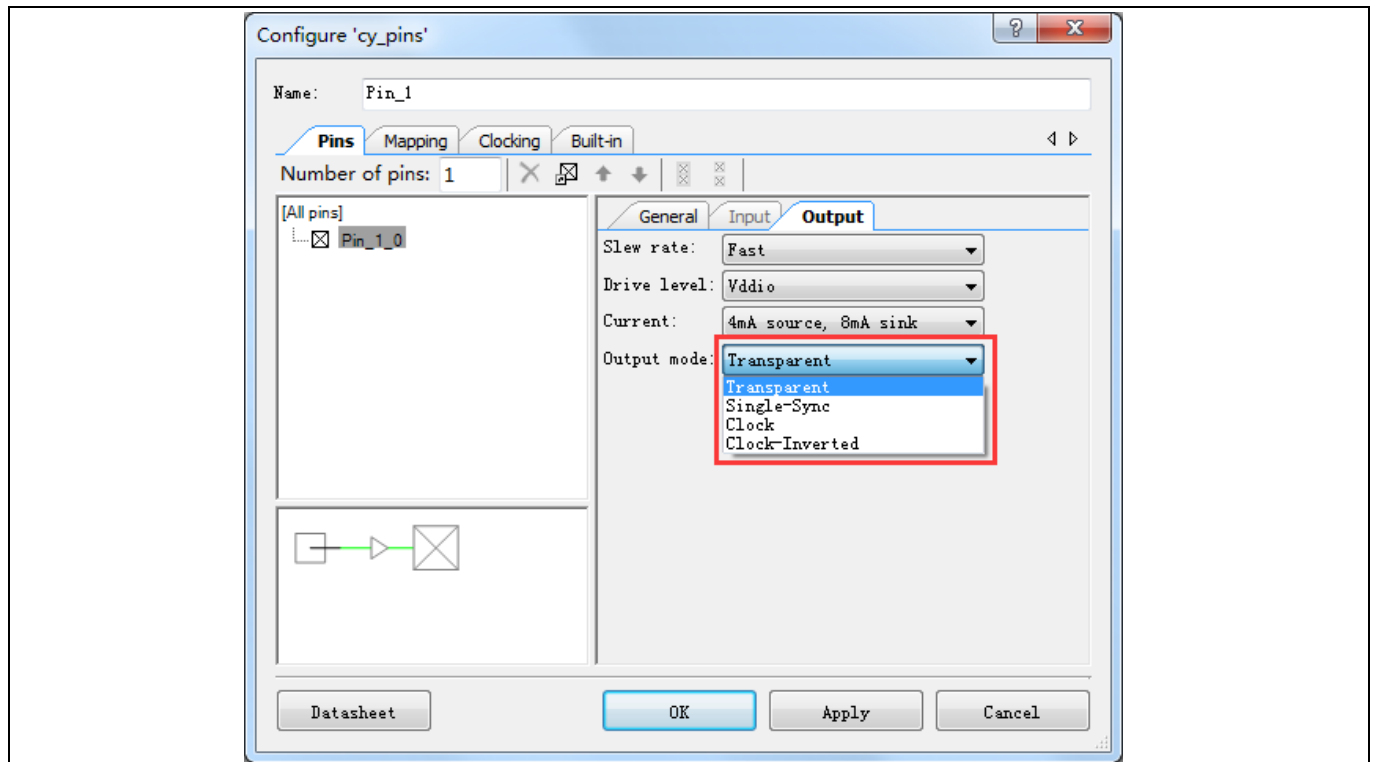 Configure 'cy_pins'
Name: Pin_1
Pins Mapping Clocking Built-in
Number of pins: 1
[All pins]
Pin_1_0
General Input Output
Slew rate: Fast
Drive level: Vddio
Current: 4mA source, 8mA sink
Output mode: Transparent
Transparent
Single-Sync
Clock
Clock-Inverted
Datasheet OK Apply Cancel